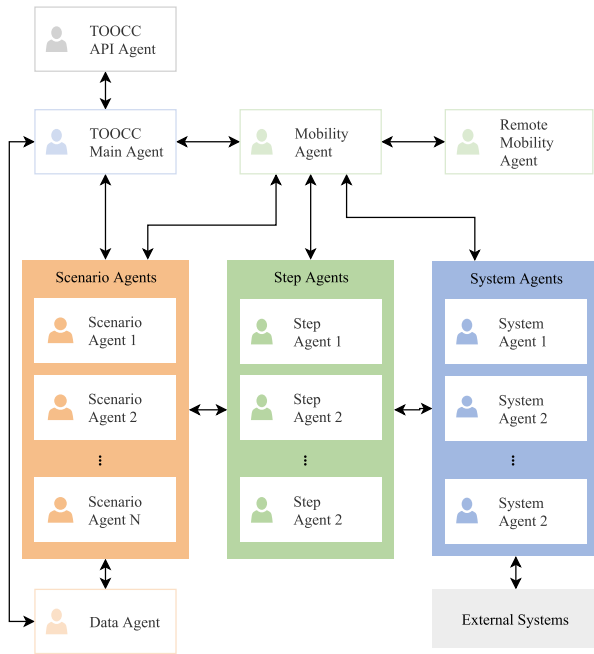 TOOCC
API Agent
TOOCC
Main Agent
Mobility
Agent
Remote
Mobility
Agent
Scenario Agents
Scenario
Agent 1
Scenario
Agent 2
⋮
Scenario
Agent N
Step Agents
Step
Agent 1
Step
Agent 2
⋮
Step
Agent 2
System Agents
System
Agent 1
System
Agent 2
⋮
System
Agent 2
Data Agent
External Systems